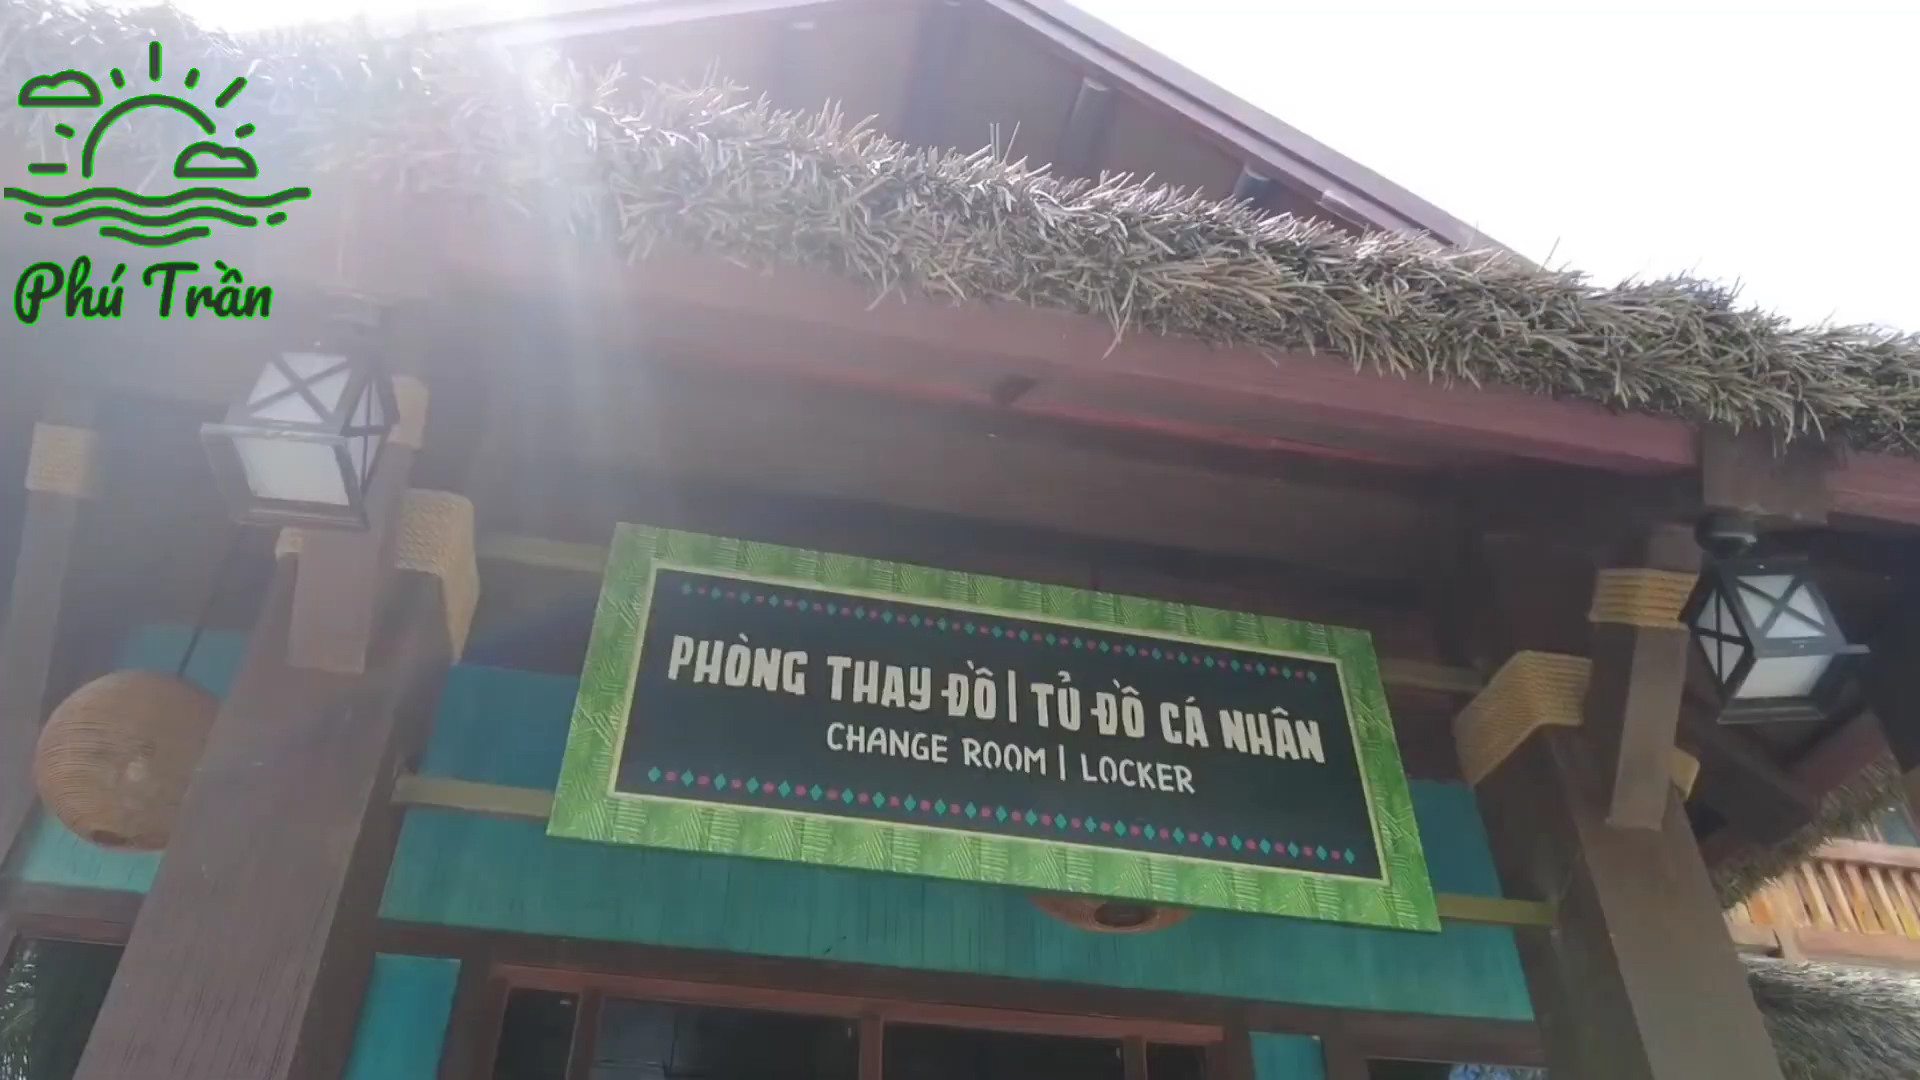 Phú Trần
PHÒNG THAY ĐỒ | TỦ ĐỒ CÁ NHÂN
CHANGE ROOM | LOCKER